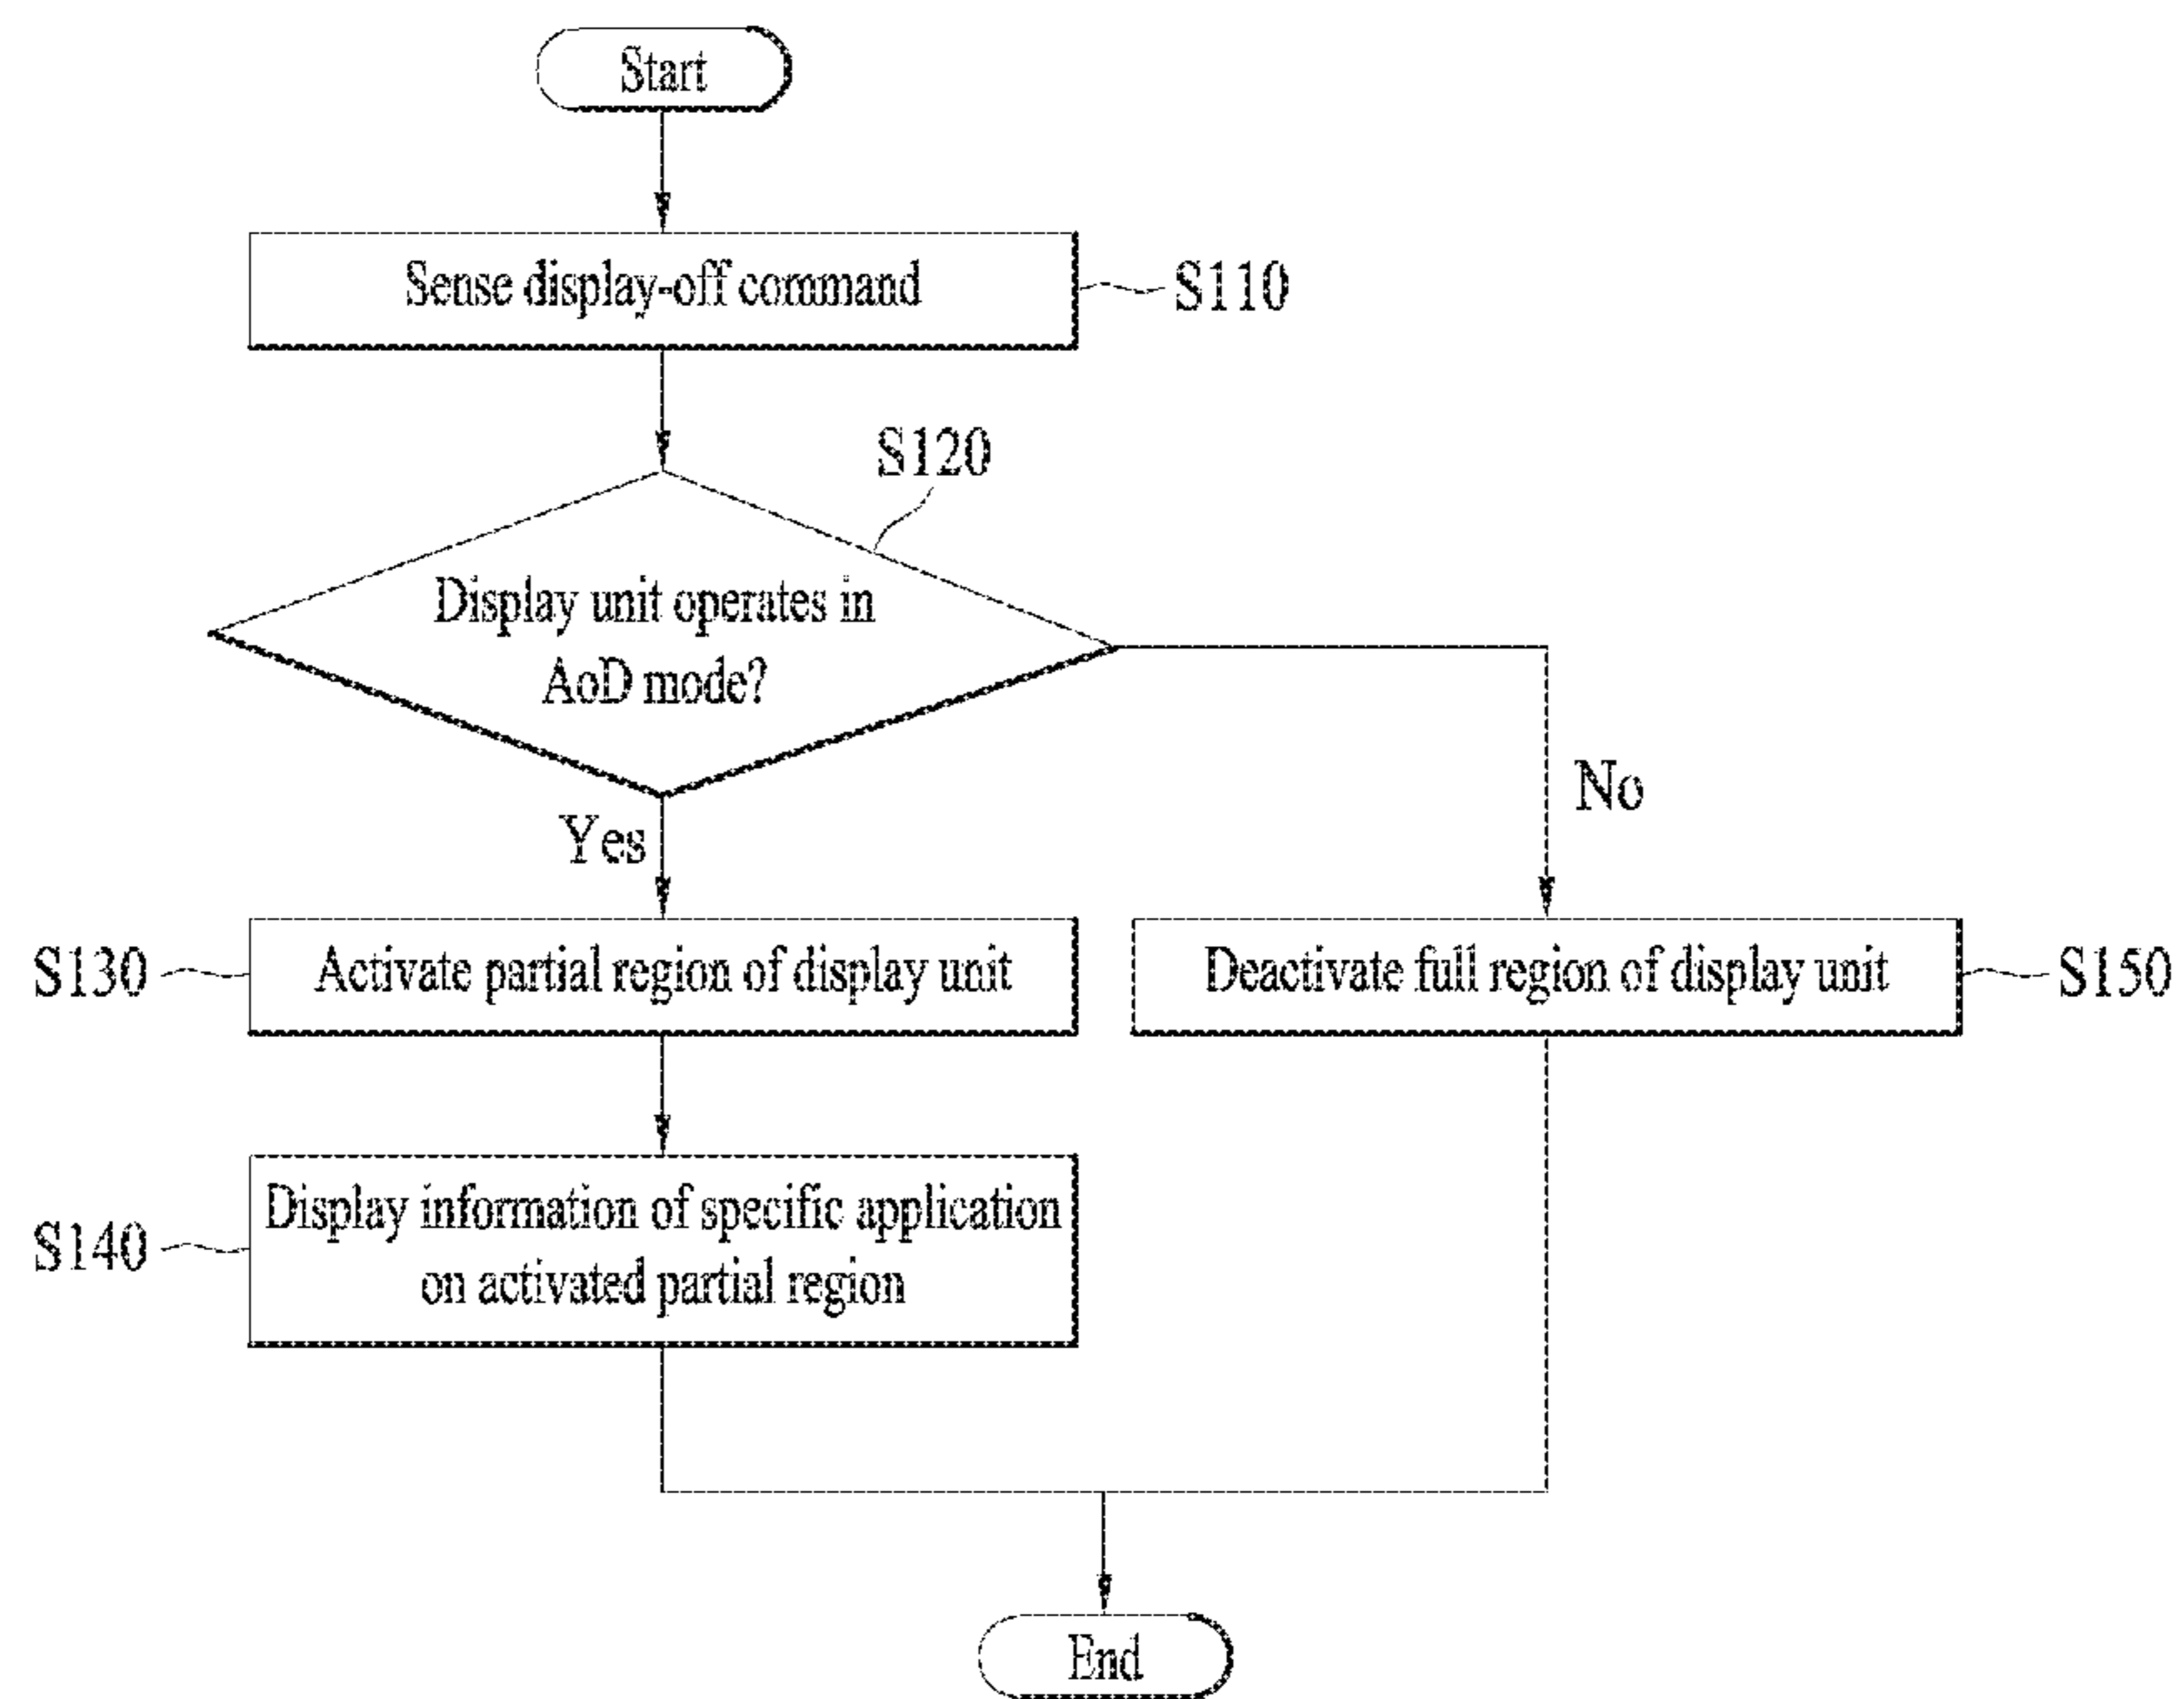 Start
Sense display-off command
S110
S120
Display unit operates in
AoD mode?
Yes
No
S130
Activate partial region of display unit
Deactivate full region of display unit
S150
S140
Display information of specific application
on activated partial region
End